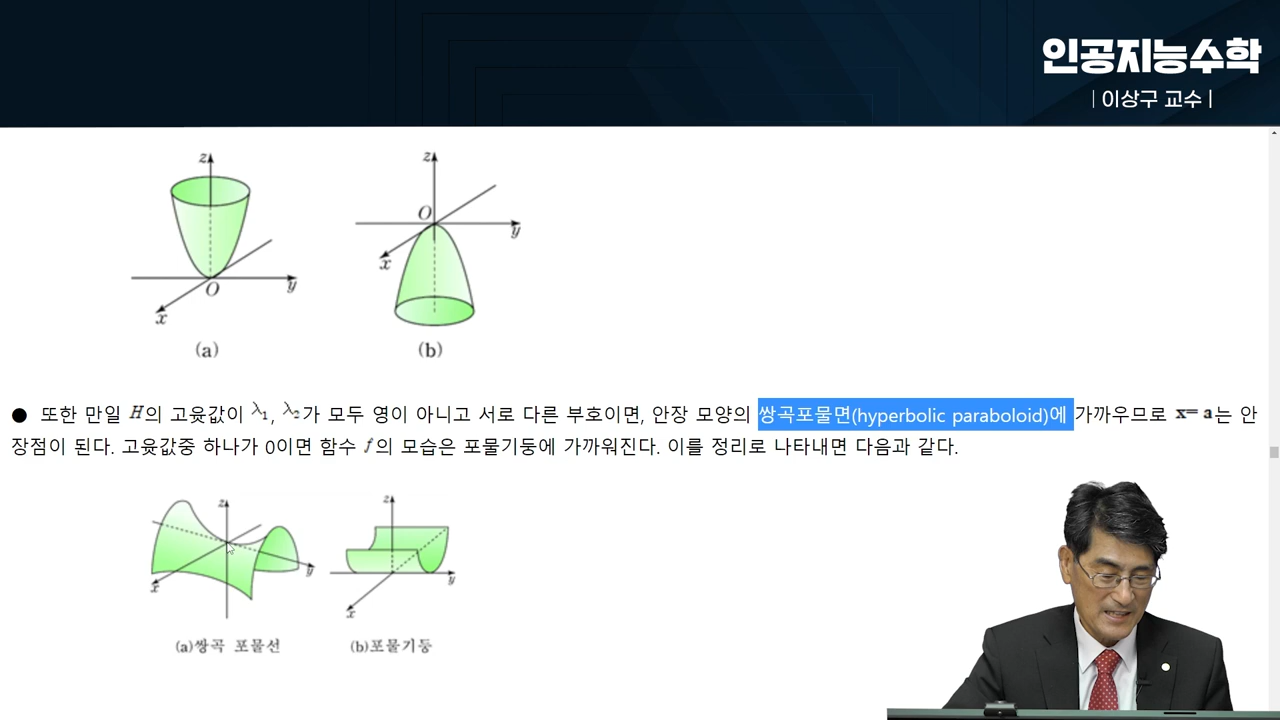 인공지능수학
| 이상구 교수 |
z
O
y
x
(a)
z
O
y
x
(b)
● 또한 만일 H의 고윳값이 λ₁, λ₂가 모두 영이 아니고 서로 다른 부호이면, 안장 모양의 쌍곡포물면(hyperbolic paraboloid)에 가까우므로 x= a는 안
장점이 된다. 고윳값중 하나가 0이면 함수 f의 모습은 포물기둥에 가까워진다. 이를 정리로 나타내면 다음과 같다.
z
y
x
(a)쌍곡 포물선
z
y
x
(b)포물기둥